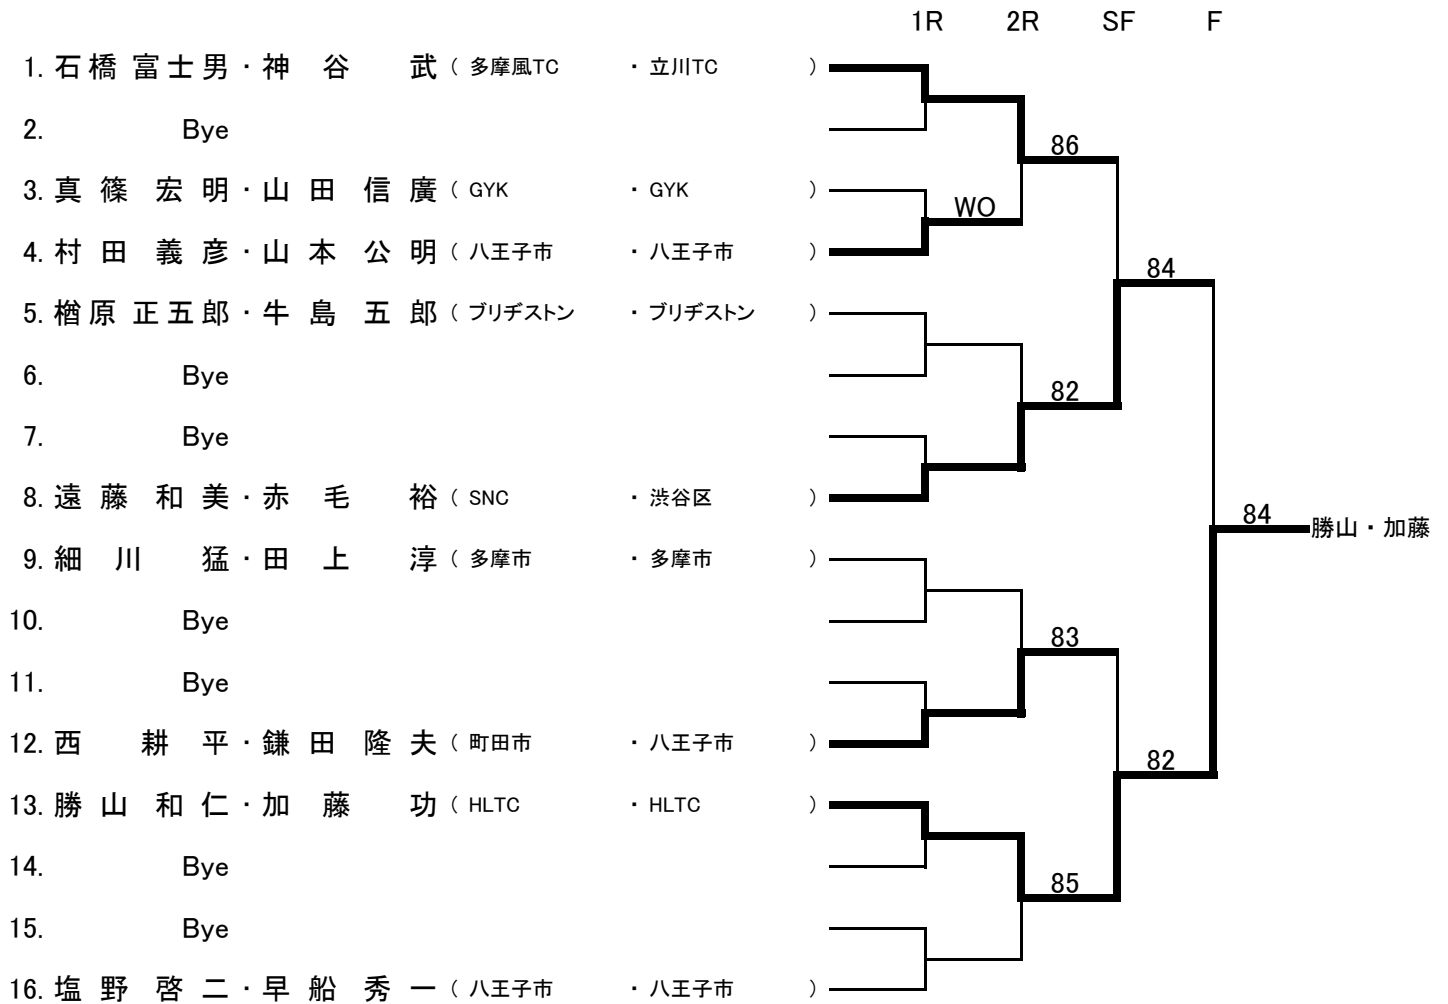 1R 2R SF F
1. 石橋 富士男・神谷 武 ( 多摩風TC ・ 立川TC )
2. Bye
86
3. 真篠 宏明・山田 信廣 ( GYK ・ GYK )
WO
4. 村田 義彦・山本 公明 ( 八王子市 ・ 八王子市 )
84
5. 楢原 正五郎・牛島 五郎 ( ブリヂストン ・ ブリヂストン )
6. Bye
82
7. Bye
8. 遠藤 和美・赤毛 裕 ( SNC ・ 渋谷区 )
84 勝山・加藤
9. 細川 猛・田上 淳 ( 多摩市 ・ 多摩市 )
10. Bye
83
11. Bye
12. 西 耕平・鎌田 隆夫 ( 町田市 ・ 八王子市 )
82
13. 勝山 和仁・加藤 功 ( HLTC ・ HLTC )
14. Bye
85
15. Bye
16. 塩野 啓二・早船 秀一 ( 八王子市 ・ 八王子市 )